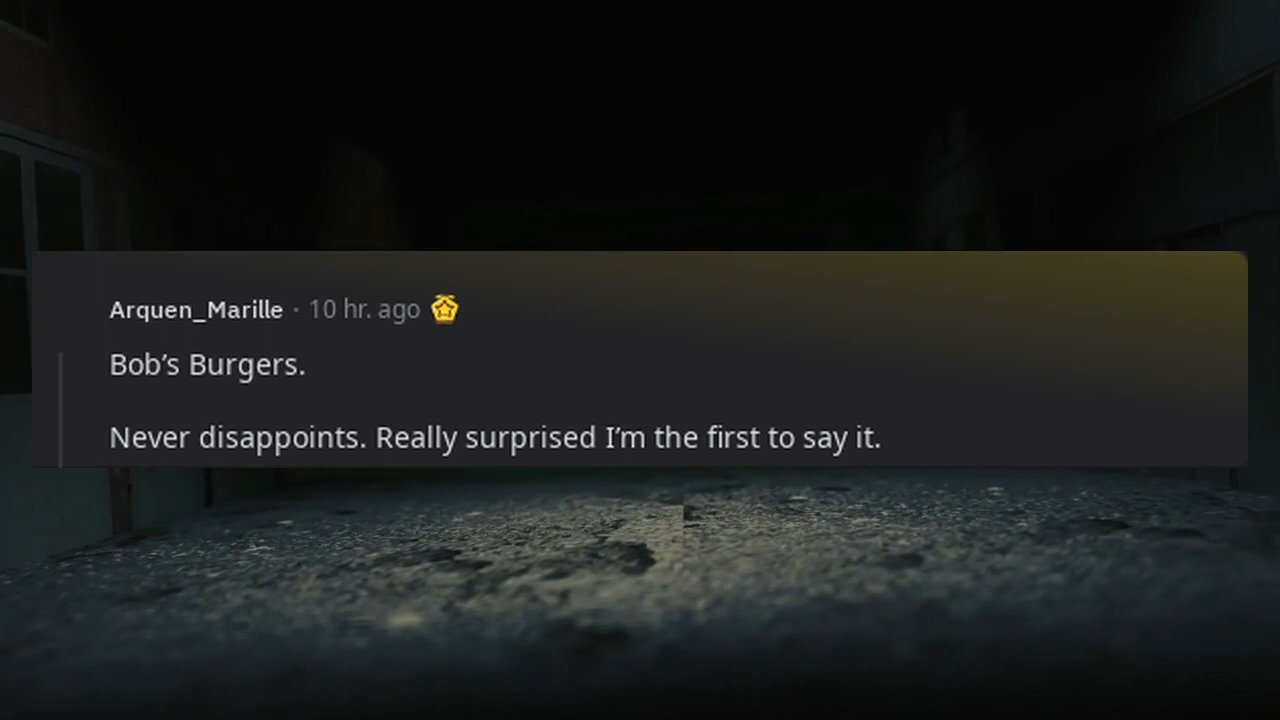 Arquen_Marille · 10 hr. ago
Bob’s Burgers.
Never disappoints. Really surprised I’m the first to say it.